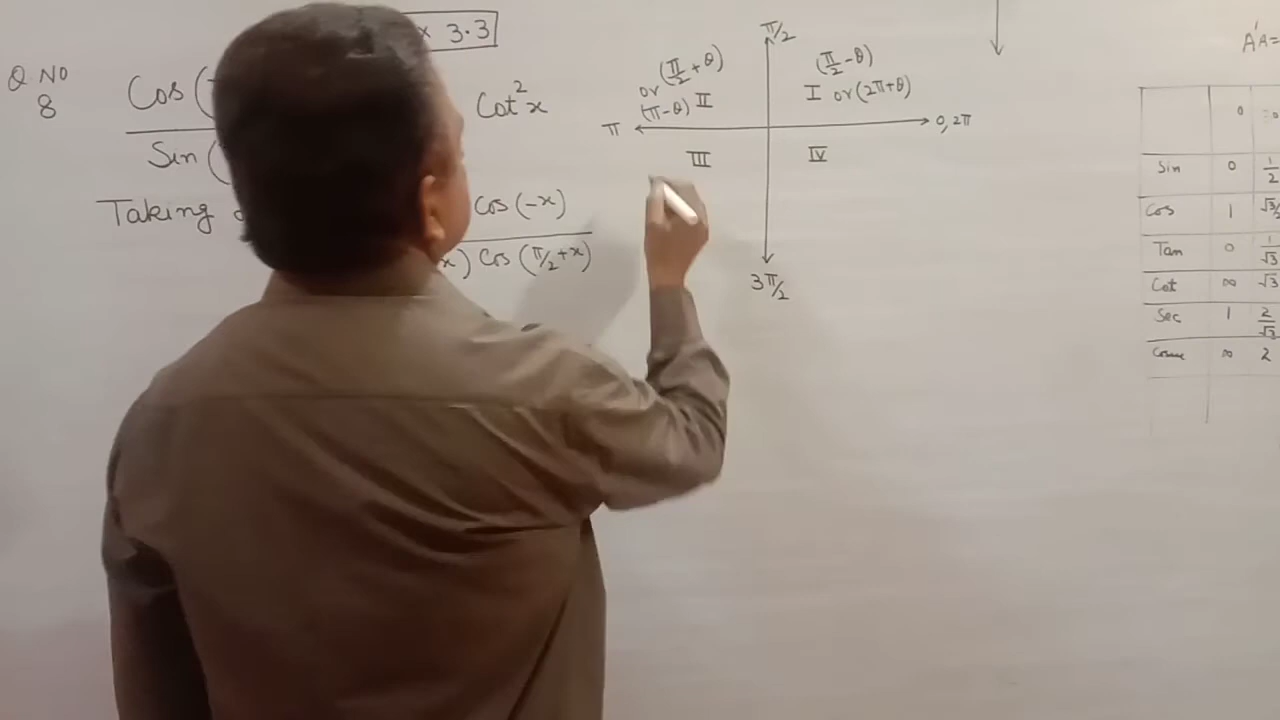 × 3.3
Q NO
8
Cos (
Sin (
Cot²x
Taking
Cos (-x)
x) Cos (π/2+x)
π/2
(π/2 + θ)
or
(π-θ) II
(π/2 - θ)
I or (2π+θ)
π
0, 2π
III
IV
3π/2
A'A=
0
Sin 0 1/2
Cos 1 √3/
Tan 0 1/√3
Cot ∞ √3
Sec 1 2/√3
∞ 2